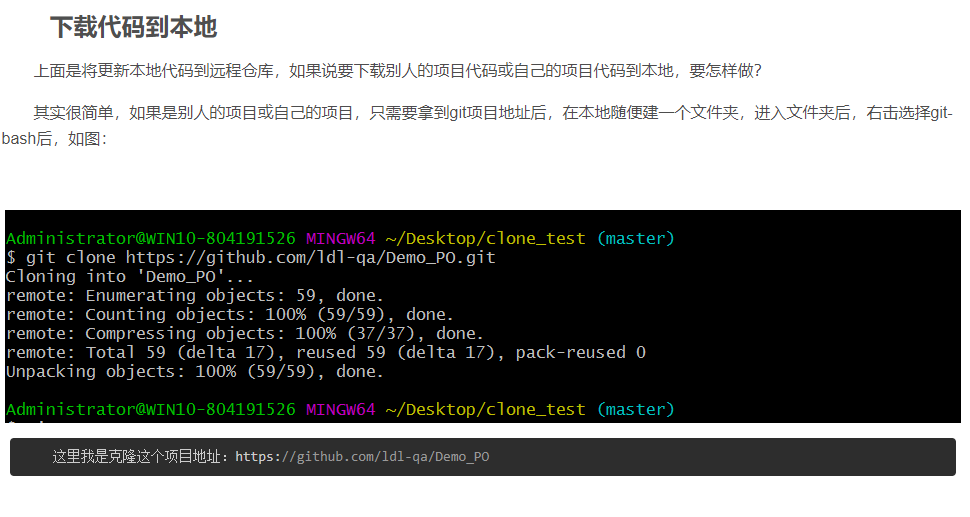 下载代码到本地
上面是将更新本地代码到远程仓库，如果说要下载别人的项目代码或自己的项目代码到本地，要怎样做？
其实很简单，如果是别人的项目或自己的项目，只需要拿到git项目地址后，在本地随便建一个文件夹，进入文件夹后，右击选择git-
bash后，如图：
Administrator@WIN10-804191526 MINGW64 ~/Desktop/clone_test (master)
$ git clone https://github.com/ldl-qa/Demo_PO.git
Cloning into 'Demo_PO'...
remote: Enumerating objects: 59, done.
remote: Counting objects: 100% (59/59), done.
remote: Compressing objects: 100% (37/37), done.
remote: Total 59 (delta 17), reused 59 (delta 17), pack-reused 0
Unpacking objects: 100% (59/59), done.
Administrator@WIN10-804191526 MINGW64 ~/Desktop/clone_test (master)
这里我是克隆这个项目地址：https://github.com/ldl-qa/Demo_PO